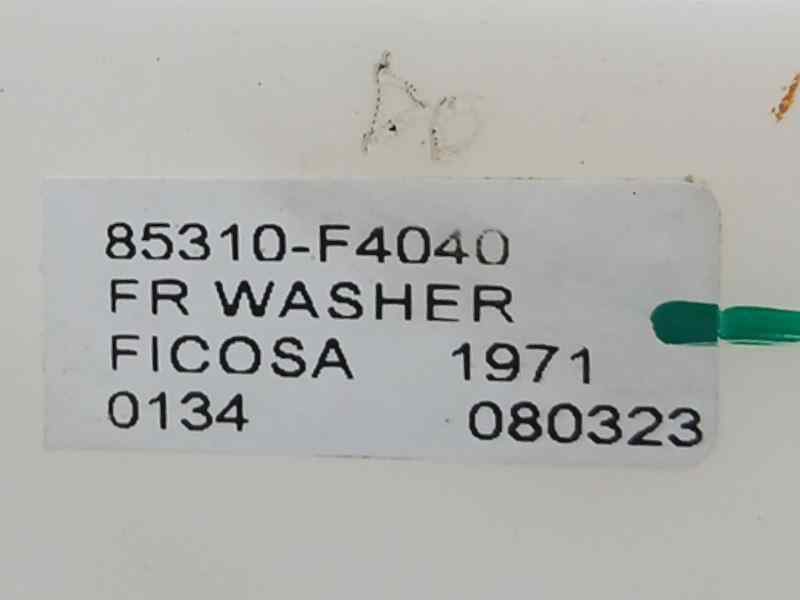 85310-F4040
FR WASHER
FICOSA 1971
0134 080323